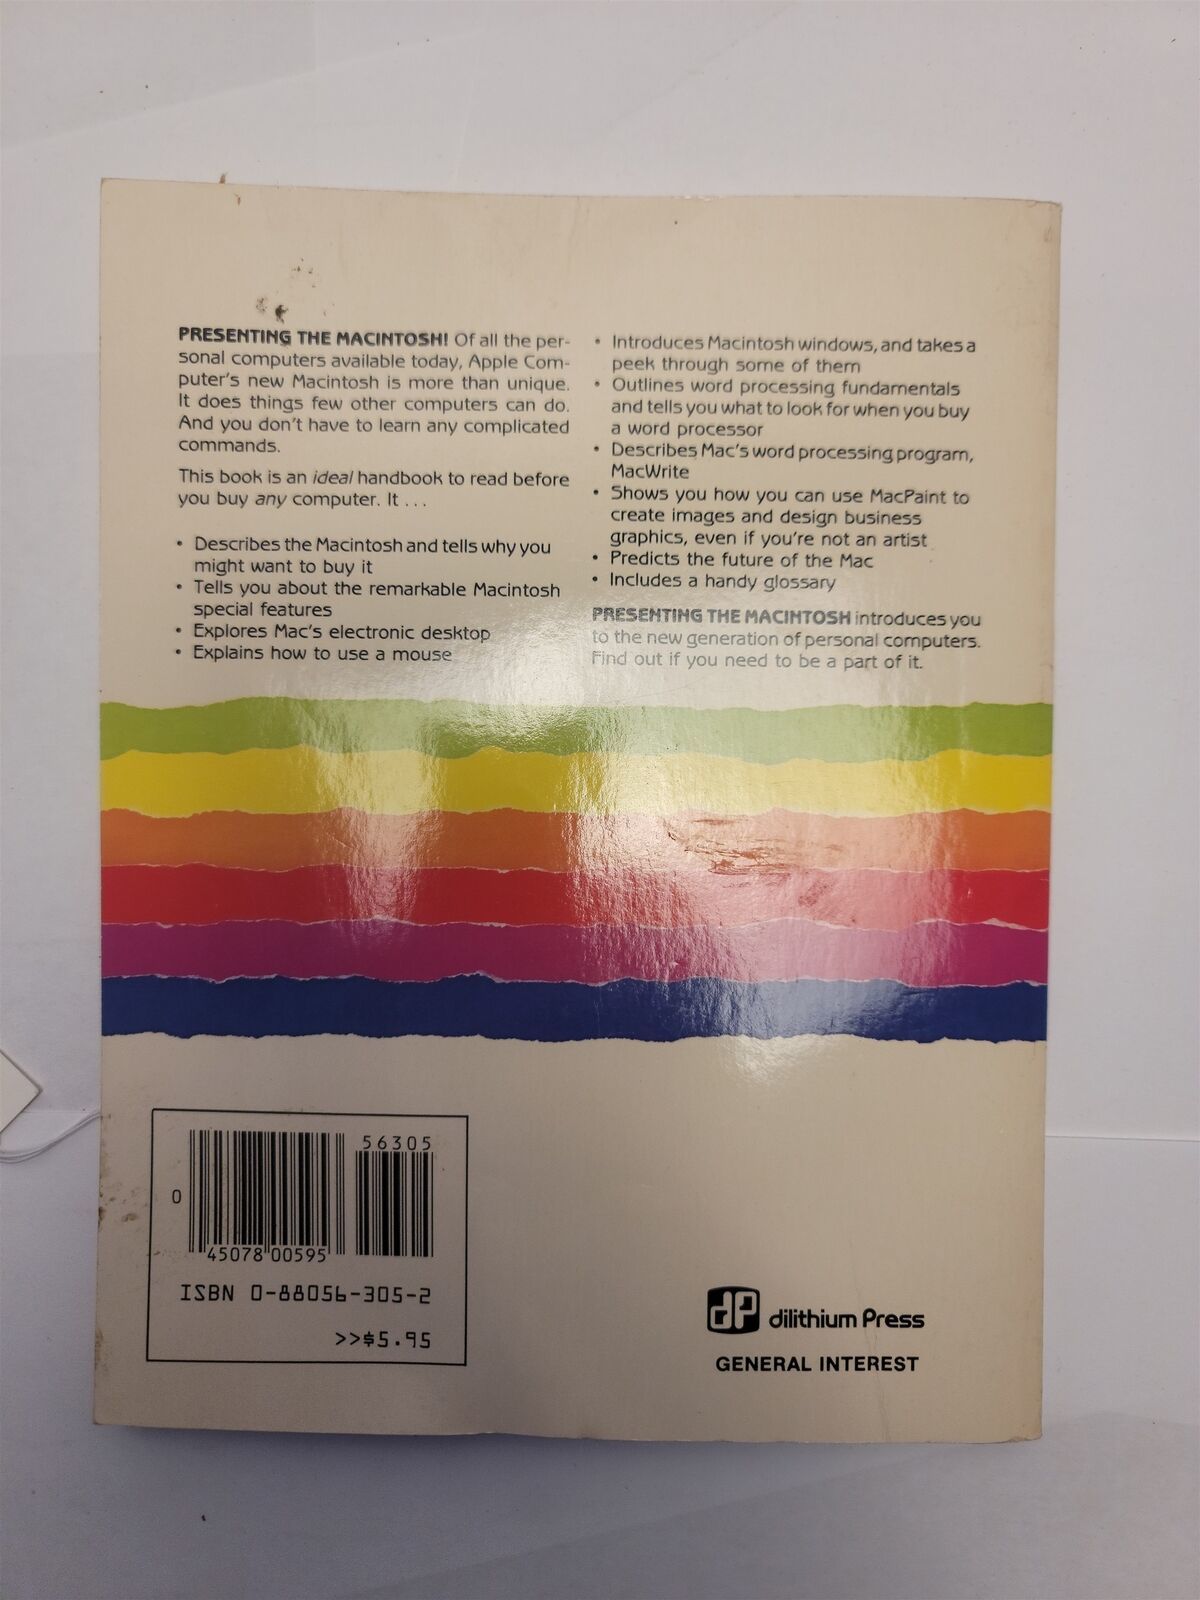 PRESENTING THE MACINTOSH! Of all the per-
sonal computers available today, Apple Com-
puter's new Macintosh is more than unique.
It does things few other computers can do.
And you don't have to learn any complicated
commands.
This book is an ideal handbook to read before
you buy any computer. It ...
• Describes the Macintosh and tells why you
might want to buy it
• Tells you about the remarkable Macintosh
special features
• Explores Mac's electronic desktop
• Explains how to use a mouse
• Introduces Macintosh windows, and takes a
peek through some of them
• Outlines word processing fundamentals
and tells you what to look for when you buy
a word processor
• Describes Mac's word processing program,
MacWrite
• Shows you how you can use MacPaint to
create images and design business
graphics, even if you're not an artist
• Predicts the future of the Mac
• Includes a handy glossary
PRESENTING THE MACINTOSH introduces you
to the new generation of personal computers.
Find out if you need to be a part of it.
56305
0
45078 00595
ISBN 0-88056-305-2
>>$5.95
dP dilithium Press
GENERAL INTEREST